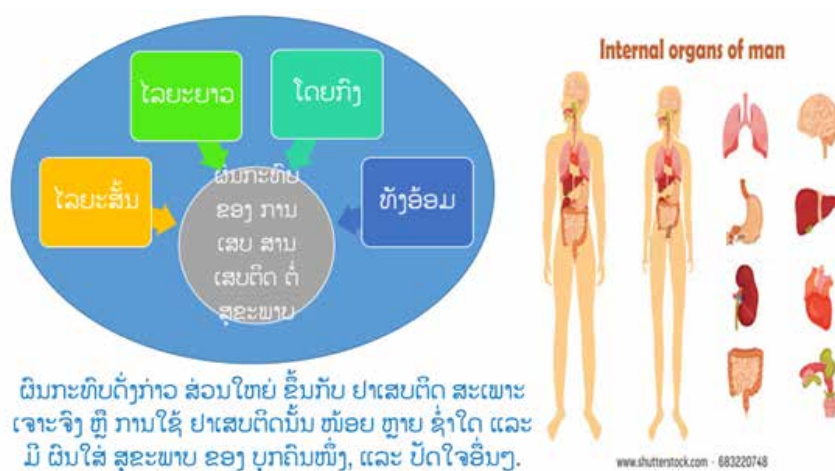 ໄລຍະຍາວ
ໂດຍກົງ
ໄລຍະສັ້ນ
ທັງອ້ອມ
ຜົນກະທົບ
ຂອງ ການ
ເສບ ສານ
ເສບຕິດ ຕໍ່
ສຸຂະພາບ
Internal organs of man
ຜົນກະທົບດັ່ງກ່າວ ສ່ວນໃຫຍ່ ຂຶ້ນກັບ ຢາເສບຕິດ ສະເພາະ
ເຈາະຈົງ ຫຼື ການໃຊ້ ຢາເສບຕິດນັ້ນ ໜ້ອຍ ຫຼາຍ ຊໍ່າໃດ ແລະ
ມີ ຜົນໃສ່ ສຸຂະພາບ ຂອງ ບຸກຄົນໜຶ່ງ, ແລະ ປັດໃຈອື່ນໆ.
www.shutterstock.com · 683220748